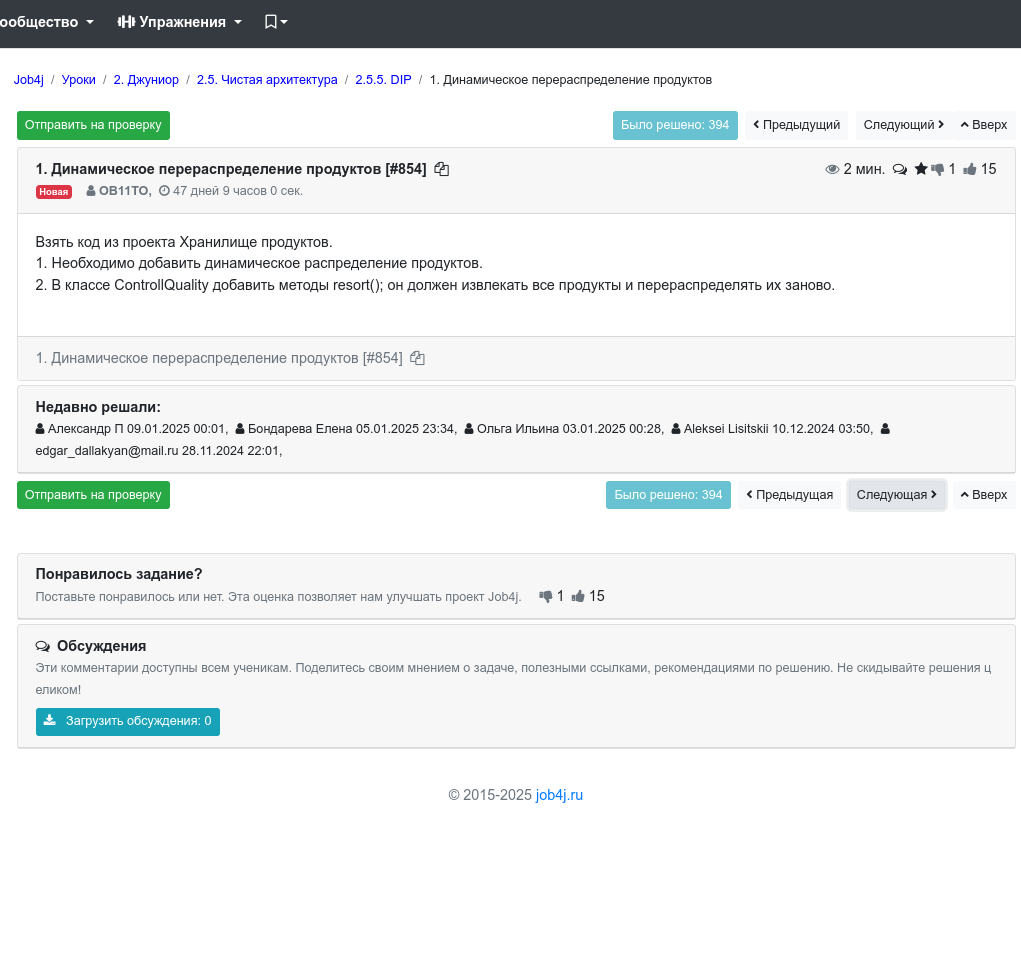 ообщество Упражнения
Job4j / Уроки / 2. Джуниор / 2.5. Чистая архитектура / 2.5.5. DIP / 1. Динамическое перераспределение продуктов
Отправить на проверку Было решено: 394 Предыдущий Следующий Вверх
1. Динамическое перераспределение продуктов [#854] 2 мин. 1 15
Новая OB11TO, 47 дней 9 часов 0 сек.
Взять код из проекта Хранилище продуктов.
1. Необходимо добавить динамическое распределение продуктов.
2. В классе ControllQuality добавить методы resort(); он должен извлекать все продукты и перераспределять их заново.
1. Динамическое перераспределение продуктов [#854]
Недавно решали:
Александр П 09.01.2025 00:01, Бондарева Елена 05.01.2025 23:34, Ольга Ильина 03.01.2025 00:28, Aleksei Lisitskii 10.12.2024 03:50,
edgar_dallakyan@mail.ru 28.11.2024 22:01,
Отправить на проверку Было решено: 394 Предыдущая Следующая Вверх
Понравилось задание?
Поставьте понравилось или нет. Эта оценка позволяет нам улучшать проект Job4j. 1 15
Обсуждения
Эти комментарии доступны всем ученикам. Поделитесь своим мнением о задаче, полезными ссылками, рекомендациями по решению. Не скидывайте решения ц
еликом!
Загрузить обсуждения: 0
© 2015-2025 job4j.ru